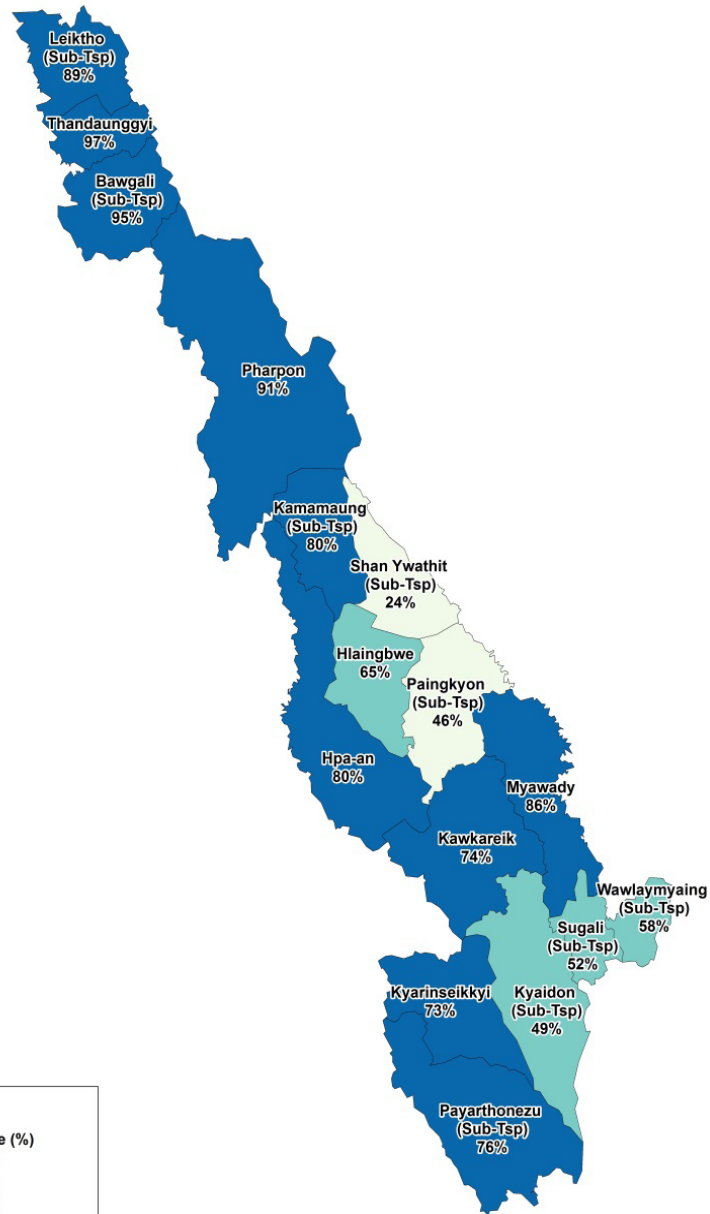 Leiktho
(Sub-Tsp)
89%
Thandaunggyi
97%
Bawgali
(Sub-Tsp)
95%
Pharpon
91%
Kamamaung
(Sub-Tsp)
80%
Shan Ywathit
(Sub-Tsp)
24%
Hlaingbwe
65%
Paingkyon
(Sub-Tsp)
46%
Hpa-an
80%
Myawady
86%
Kawkareik
74%
Wawlaymyaing
(Sub-Tsp)
58%
Sugali
(Sub-Tsp)
52%
Kyarinseikkyi
73%
Kyaidon
(Sub-Tsp)
49%
Payarthonezu
(Sub-Tsp)
76%
e (%)